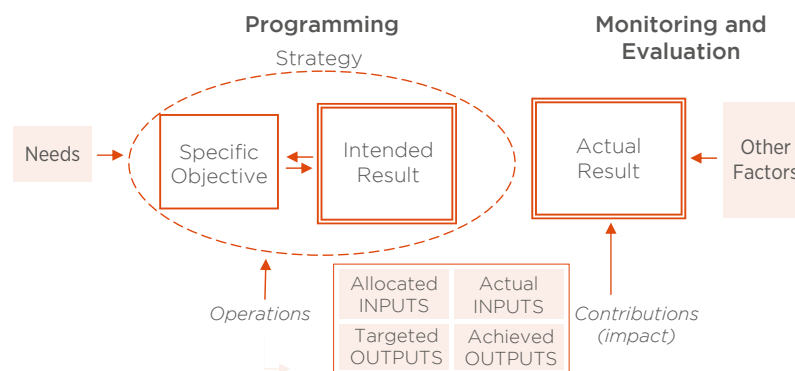 Programming
Monitoring and
Evaluation
Strategy
Needs
Specific
Objective
Intended
Result
Actual
Result
Other
Factors
Operations
Allocated
INPUTS
Actual
INPUTS
Targeted
OUTPUTS
Achieved
OUTPUTS
Contributions
(impact)